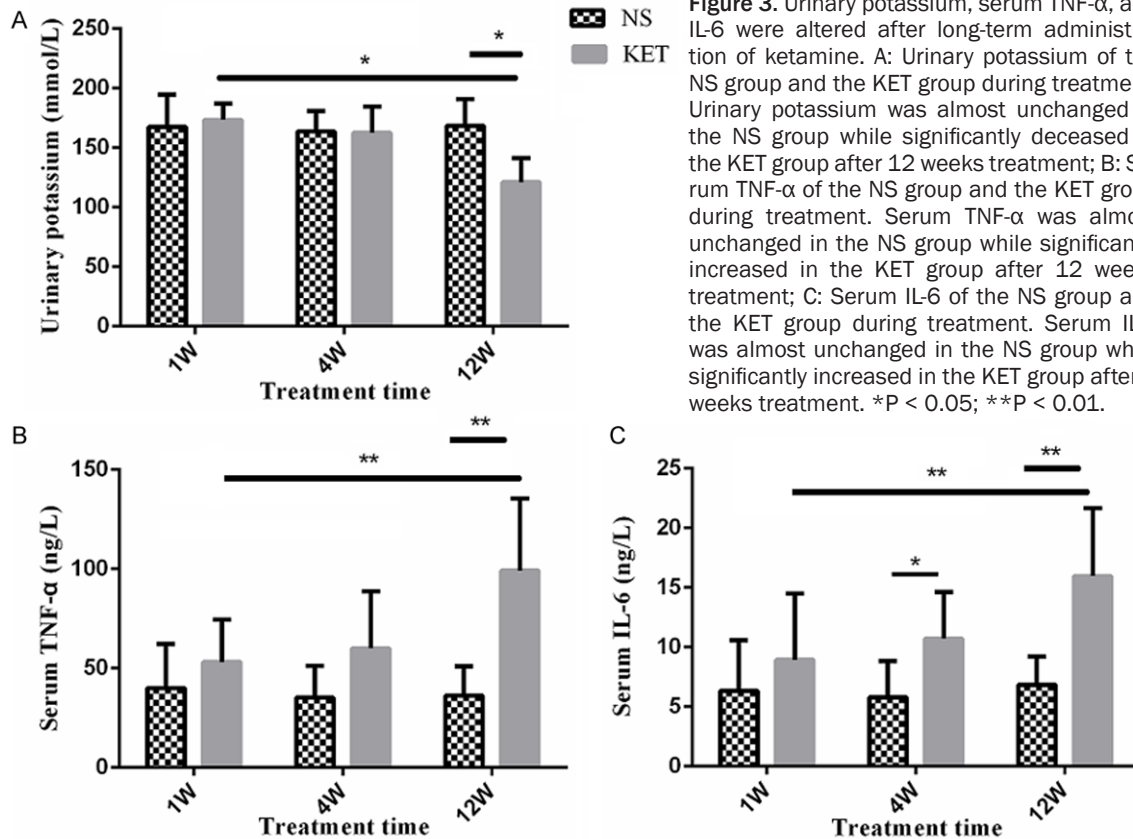 A
250
200
150
100
50
0
Urinary potassium (mmol/L)
*
*
1W
4W
12W
Treatment time
NS
KET
Figure 3. Urinary potassium, serum TNF-α, a
IL-6 were altered after long-term administ
tion of ketamine. A: Urinary potassium of t
NS group and the KET group during treatme
Urinary potassium was almost unchanged
the NS group while significantly deceased
the KET group after 12 weeks treatment; B: S
rum TNF-α of the NS group and the KET gro
during treatment. Serum TNF-α was almo
unchanged in the NS group while significan
increased in the KET group after 12 wee
treatment; C: Serum IL-6 of the NS group a
the KET group during treatment. Serum IL
was almost unchanged in the NS group wh
significantly increased in the KET group after
weeks treatment. *P < 0.05; **P < 0.01.
B
150
100
50
0
Serum TNF-α (ng/L)
**
**
1W
4W
12W
Treatment time
C
25
20
15
10
5
0
Serum IL-6 (ng/L)
**
**
*
1W
4W
12W
Treatment time